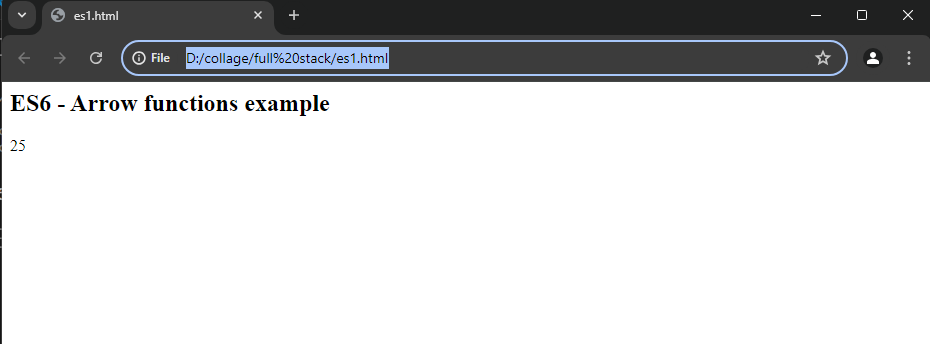 es1.html
File D:/collage/full%20stack/es1.html
ES6 - Arrow functions example
25